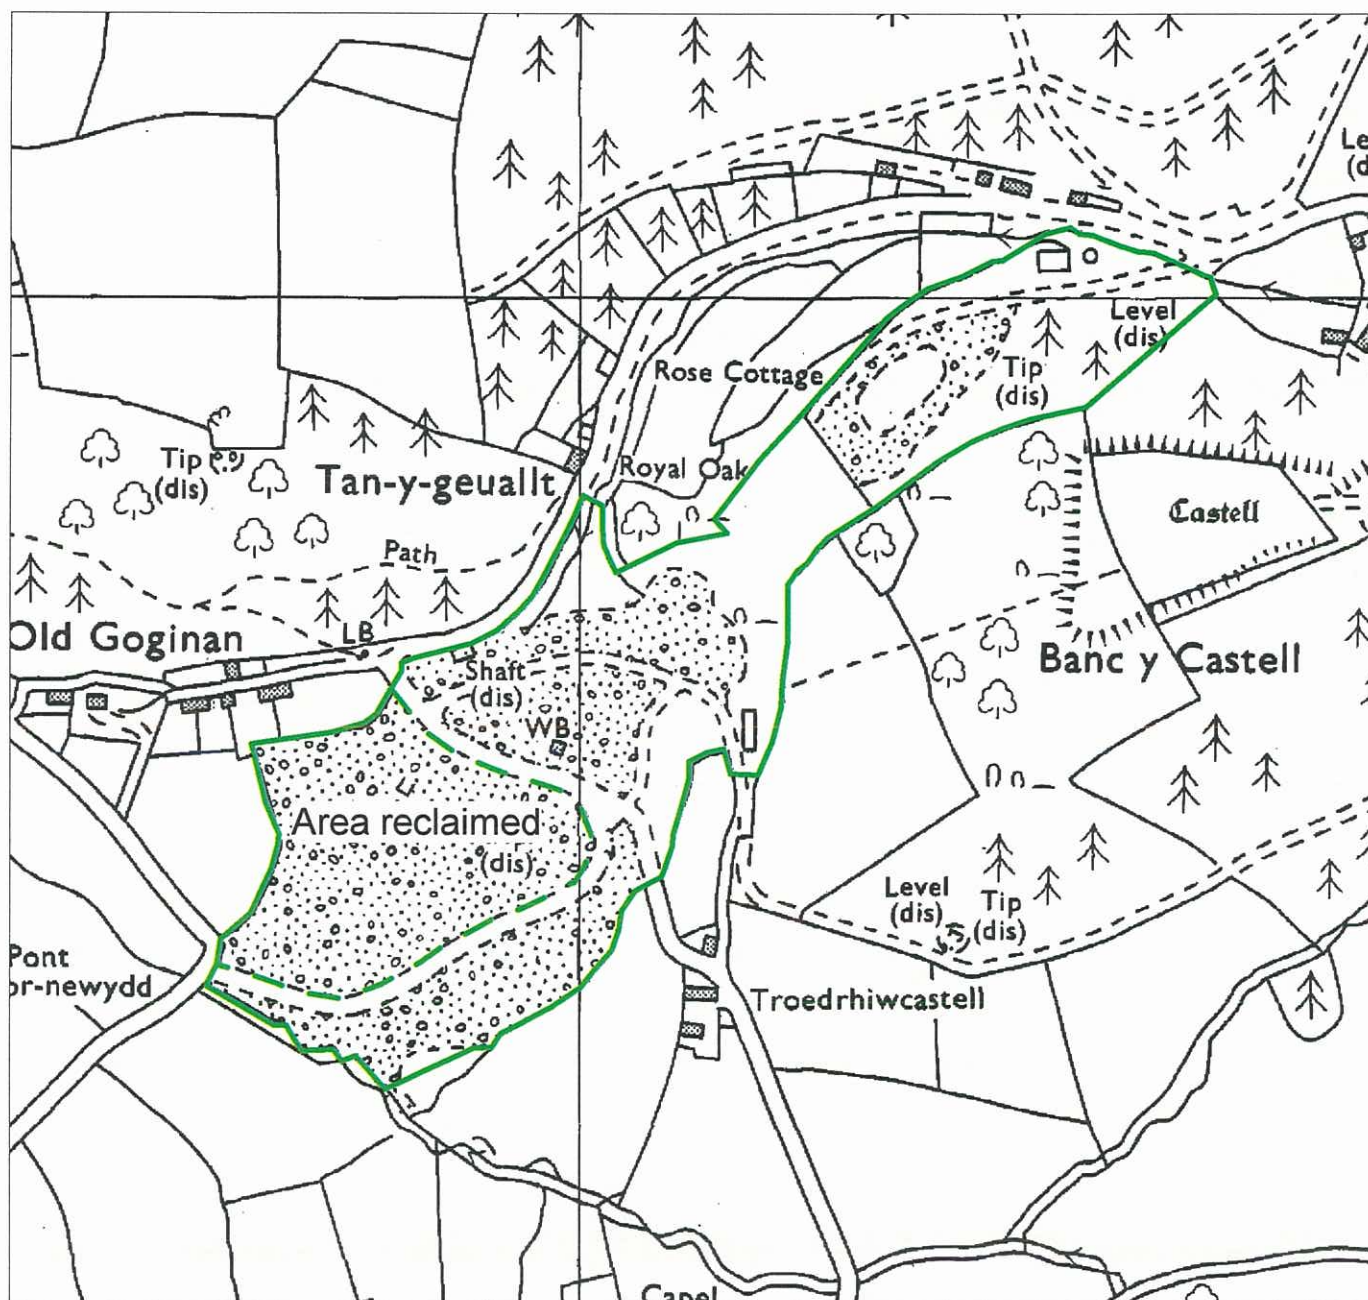 Le
(d
Level
(dis)
Rose Cottage
Tip
(dis)
Tip
(dis)
Royal Oak
Tan-y-geuallt
Castell
Path
Old Goginan
LB
Shaft
(dis)
Banc y Castell
WB
Area reclaimed
(dis)
Level
(dis)
Tip
(dis)
Pont
or-newydd
Troedrhiwcastell
Capel